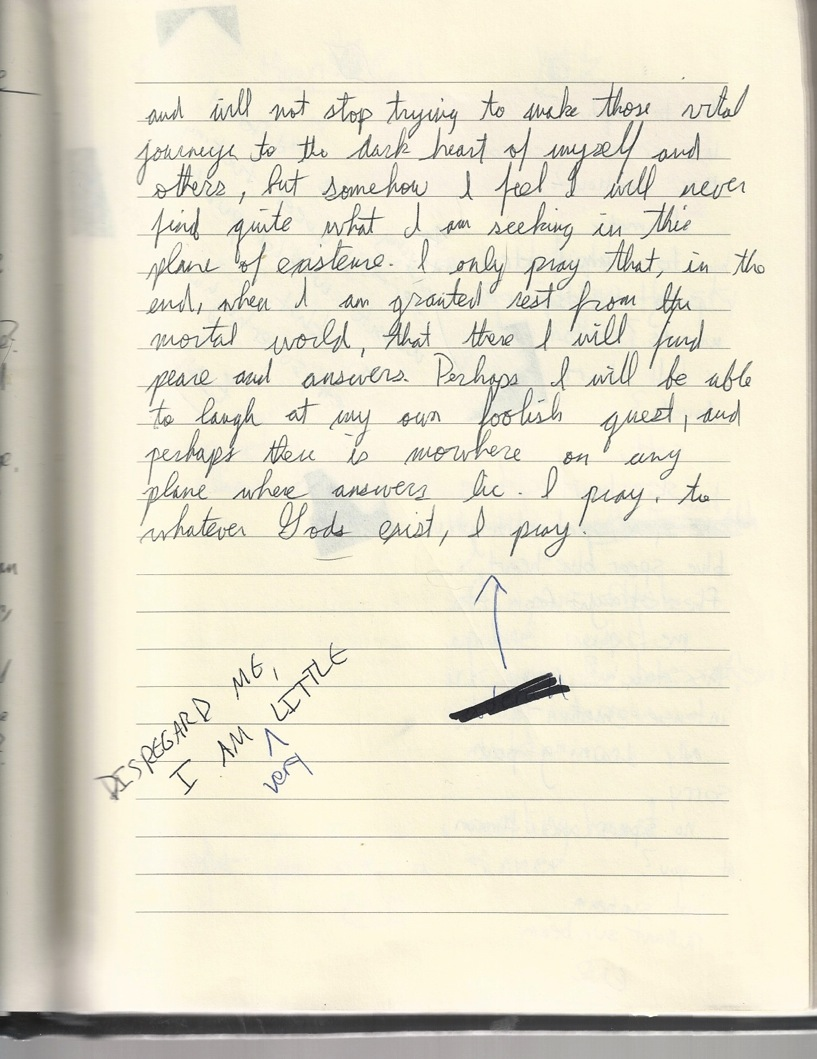 and will not stop trying to make those vital
journeys to the dark heart of myself and
others, but somehow I feel I will never
find quite what I am seeking in this
plane of existence. I only pray that, in the
end, when I am granted rest from the
mortal world, that there I will find
peace and answers. Perhaps I will be able
to laugh at my own foolish quest, and
perhaps there is nowhere on any
plane where answers lie. I pray, to
whatever Gods exist, I pray.
DISREGARD ME,
I AM LITTLE
very